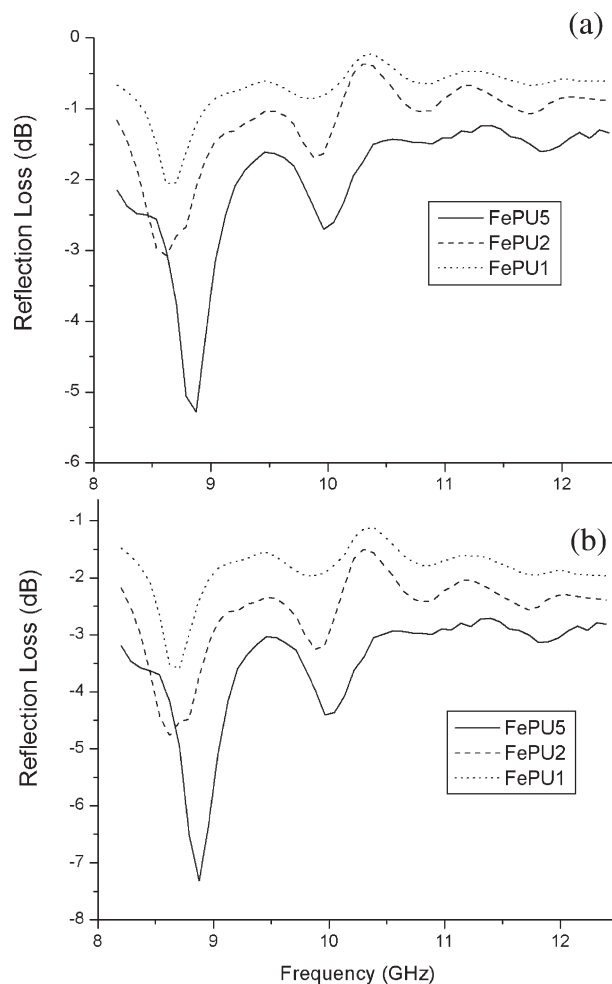 (a)
Reflection Loss (dB)
0
-1
-2
-3
-4
-5
-6
FePU5
FePU2
FePU1
8
9
10
11
12
(b)
Reflection Loss (dB)
-1
-2
-3
-4
-5
-6
-7
-8
FePU5
FePU2
FePU1
8
9
10
11
12
Frequency (GHz)